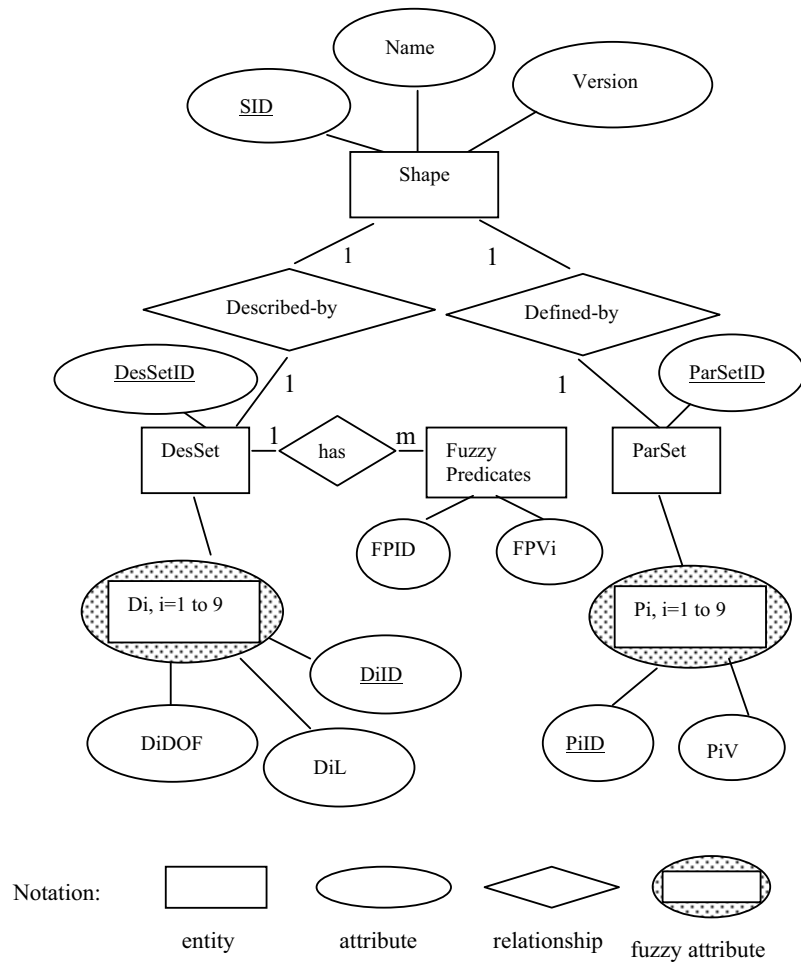 Name
Version
SID
Shape
1
1
Described-by
Defined-by
DesSetID
1
1
ParSetID
DesSet
1
has
m
Fuzzy
Predicates
ParSet
FPID
FPVi
Di, i=1 to 9
Pi, i=1 to 9
DiID
DiDOF
DiL
PiID
PiV
Notation:
entity
attribute
relationship
fuzzy attribute